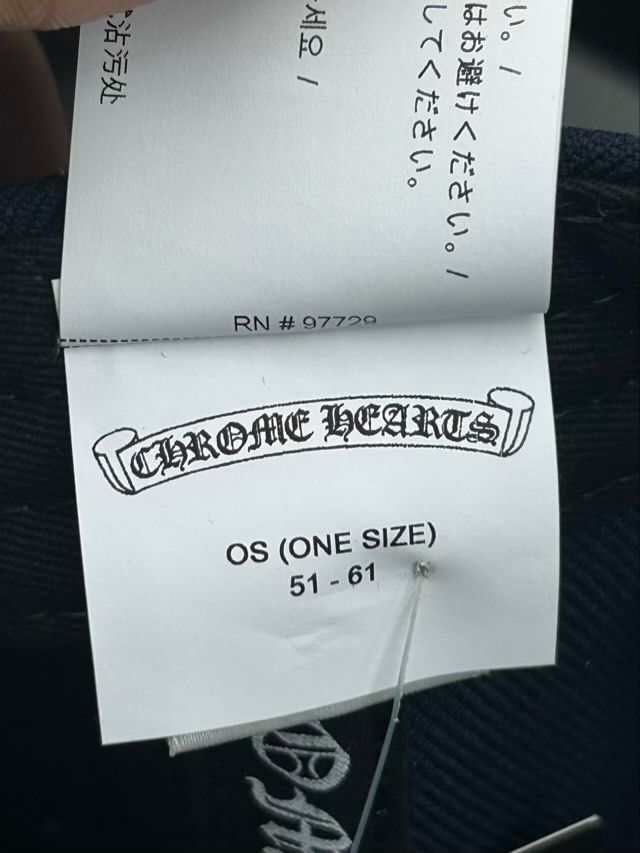 い。/
はお避けください。/
してください。
세요 /
沾污处
RN # 97729
CHROME HEARTS
OS (ONE SIZE)
51 - 61